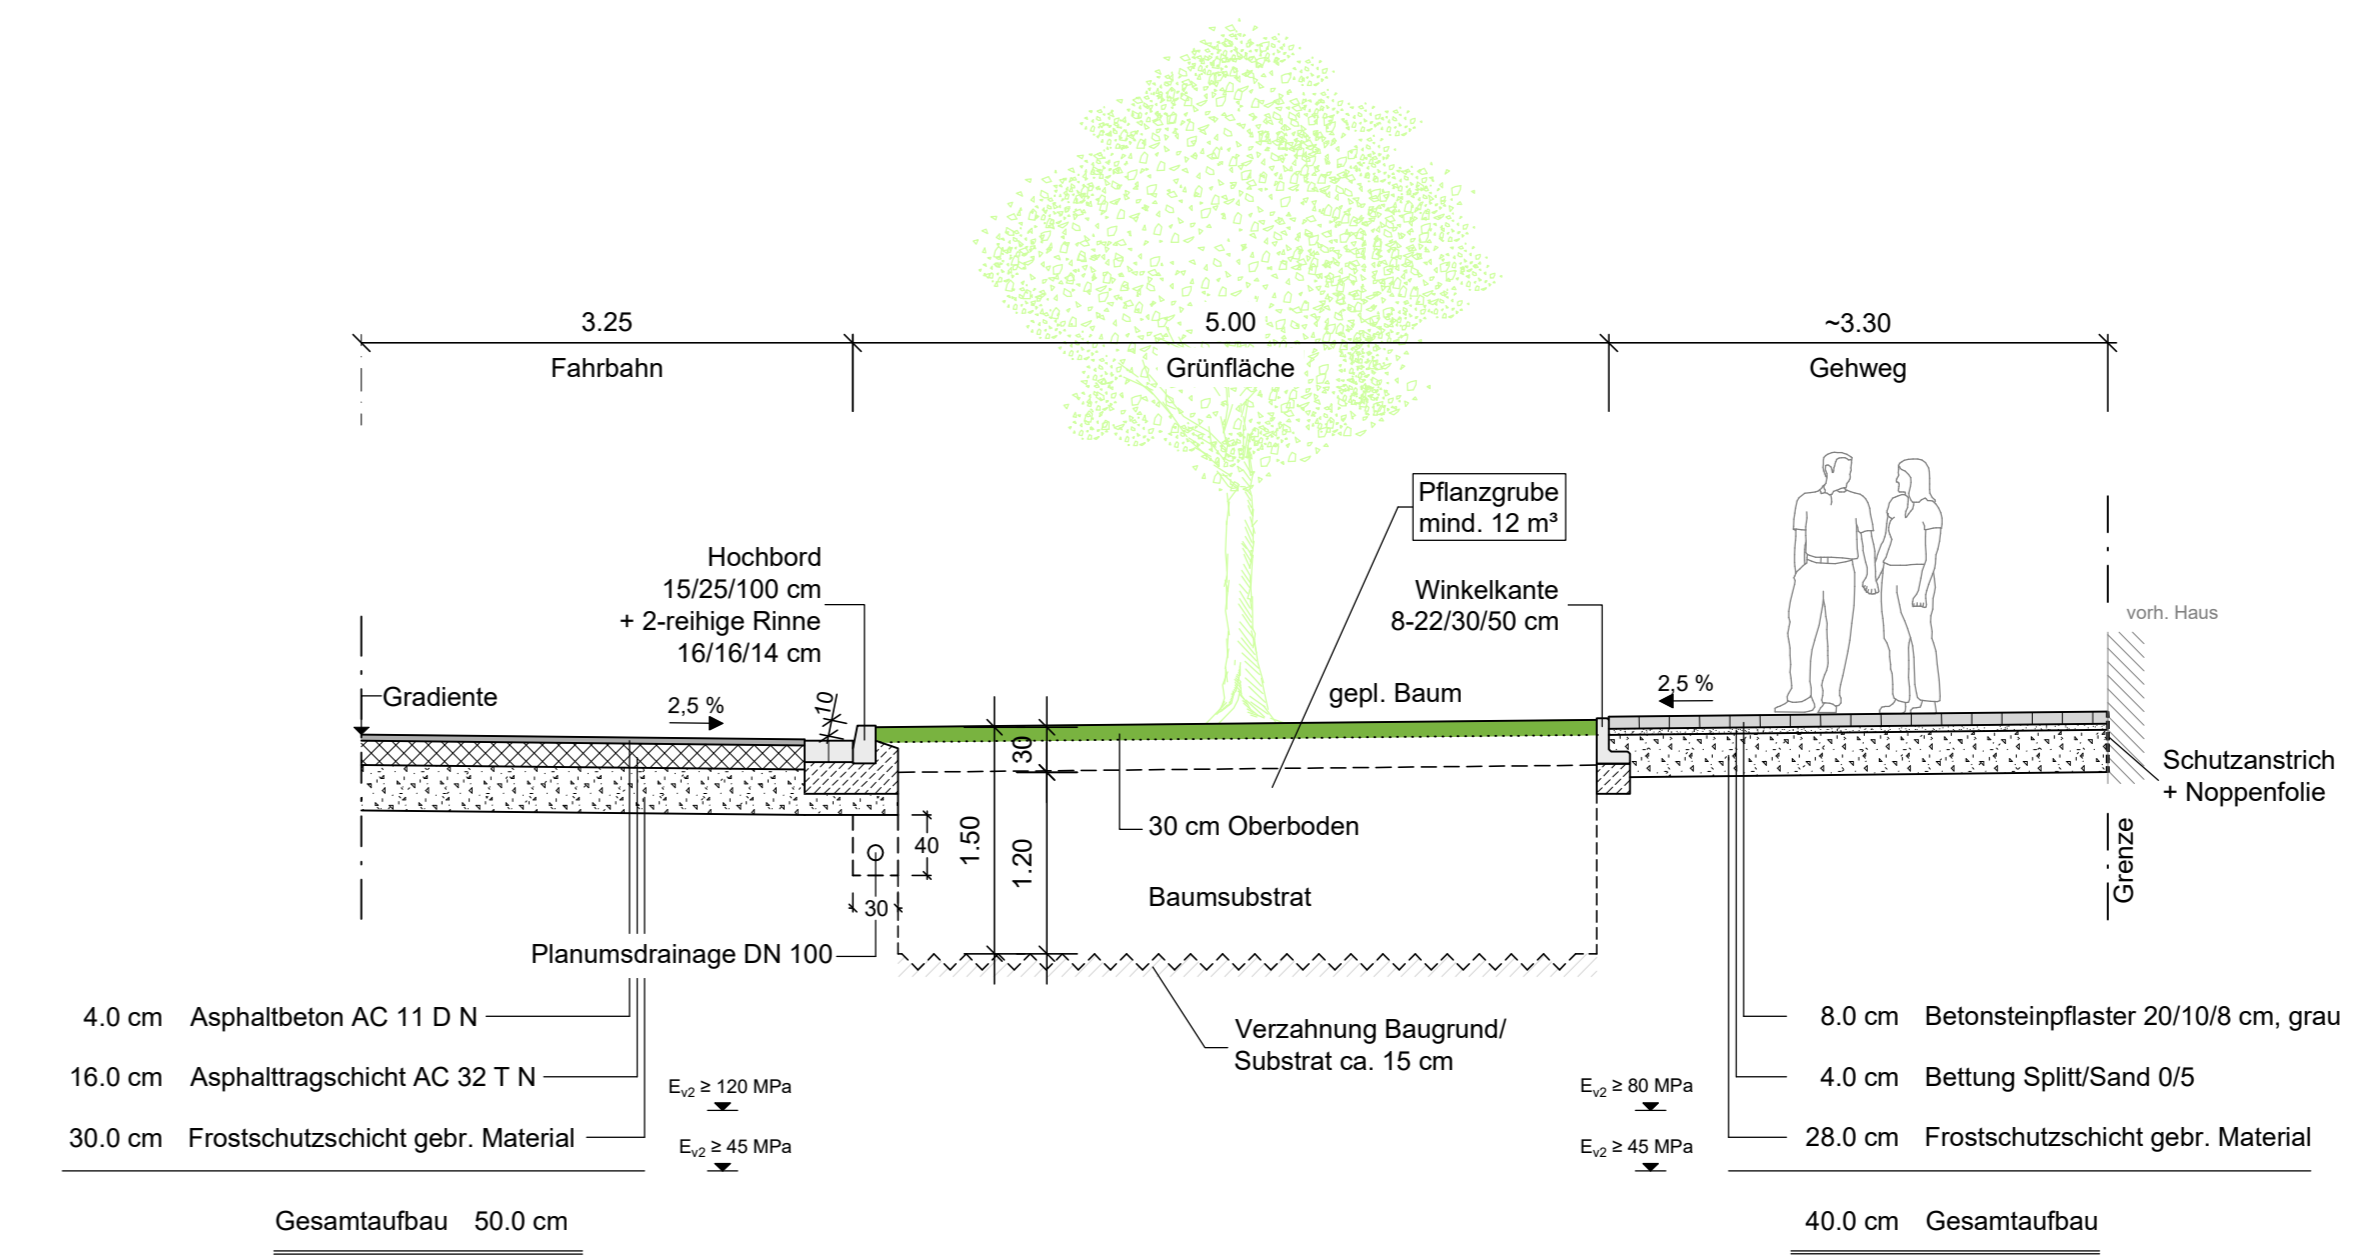 3.25
5.00
~3.30
Fahrbahn
Grünfläche
Gehweg
Pflanzgrube
mind. 12 m³
Hochbord
15/25/100 cm
+ 2-reihige Rinne
16/16/14 cm
Winkelkante
8-22/30/50 cm
vorh. Haus
Gradiente
2,5 %
10
gepl. Baum
2,5 %
30
Schutzanstrich
+ Noppenfolie
1.50
40
30 cm Oberboden
1.20
Grenze
30
Baumsubstrat
Planumsdrainage DN 100
4.0 cm Asphaltbeton AC 11 D N
Verzahnung Baugrund/
Substrat ca. 15 cm
8.0 cm Betonsteinpflaster 20/10/8 cm, grau
16.0 cm Asphalttragschicht AC 32 T N
Ev2 ≥ 120 MPa
Ev2 ≥ 80 MPa
4.0 cm Bettung Splitt/Sand 0/5
30.0 cm Frostschutzschicht gebr. Material
Ev2 ≥ 45 MPa
Ev2 ≥ 45 MPa
28.0 cm Frostschutzschicht gebr. Material
Gesamtaufbau 50.0 cm
40.0 cm Gesamtaufbau